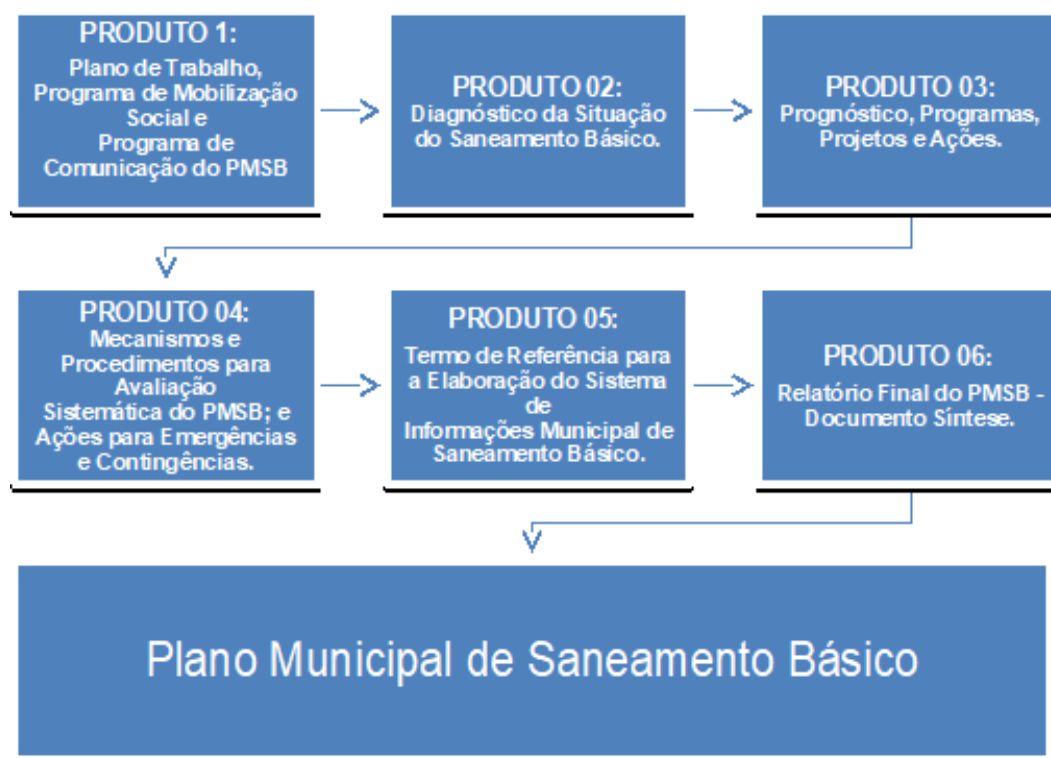 PRODUTO 1:
Plano de Trabalho,
Programa de Mobilização
Social e
Programa de
Comunicação do PMSB
PRODUTO 02:
Diagnóstico da Situação
do Saneamento Básico.
PRODUTO 03:
Prognóstico, Programas,
Projetos e Ações.
PRODUTO 04:
Mecanismos e
Procedimentos para
Avaliação
Sistemática do PMSB; e
Ações para Emergências
e Contingências.
PRODUTO 05:
Termo de Referência para
a Elaboração do Sistema
de
Informações Municipal de
Saneamento Básico.
PRODUTO 06:
Relatório Final do PMSB -
Documento Síntese.
Plano Municipal de Saneamento Básico